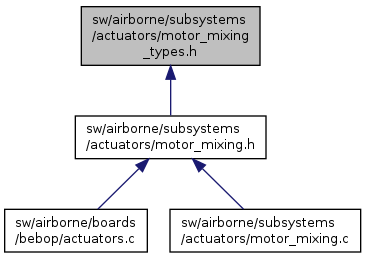 sw/airborne/subsystems
/actuators/motor_mixing
_types.h
sw/airborne/subsystems
/actuators/motor_mixing.h
sw/airborne/boards
/bebop/actuators.c
sw/airborne/subsystems
/actuators/motor_mixing.c